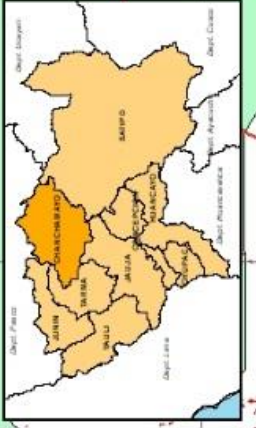 Dept. Pasco
Dept. Ucayali
CHANCHAMAYO
SATIPO
JUNIN
TARMA
YAULI
JAUJA
CONCEPCION
HUANCAYO
CHUPACA
Dept. Lima
Dept. Huancavelica
Dept. Ayacucho
Dept. Cusco